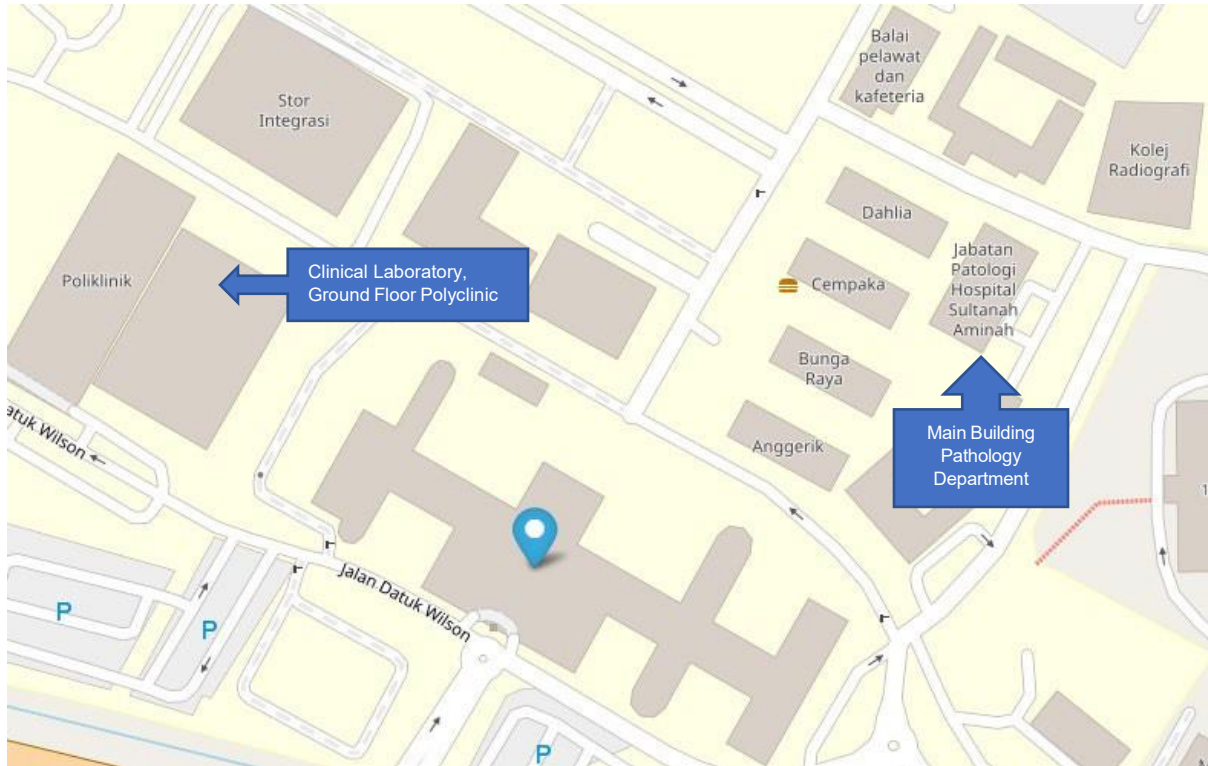 Balai
pelawat
dan
kafeteria
Stor
Integrasi
Kolej
Radiografi
Dahlia
Jabatan
Patologi
Hospital
Sultanah
Aminah
Clinical Laboratory,
Ground Floor Polyclinic
Poliklinik
Cempaka
Bunga
Raya
Main Building
Pathology
Department
Anggerik
atuk Wilson
Jalan Datuk Wilson
P
P
P